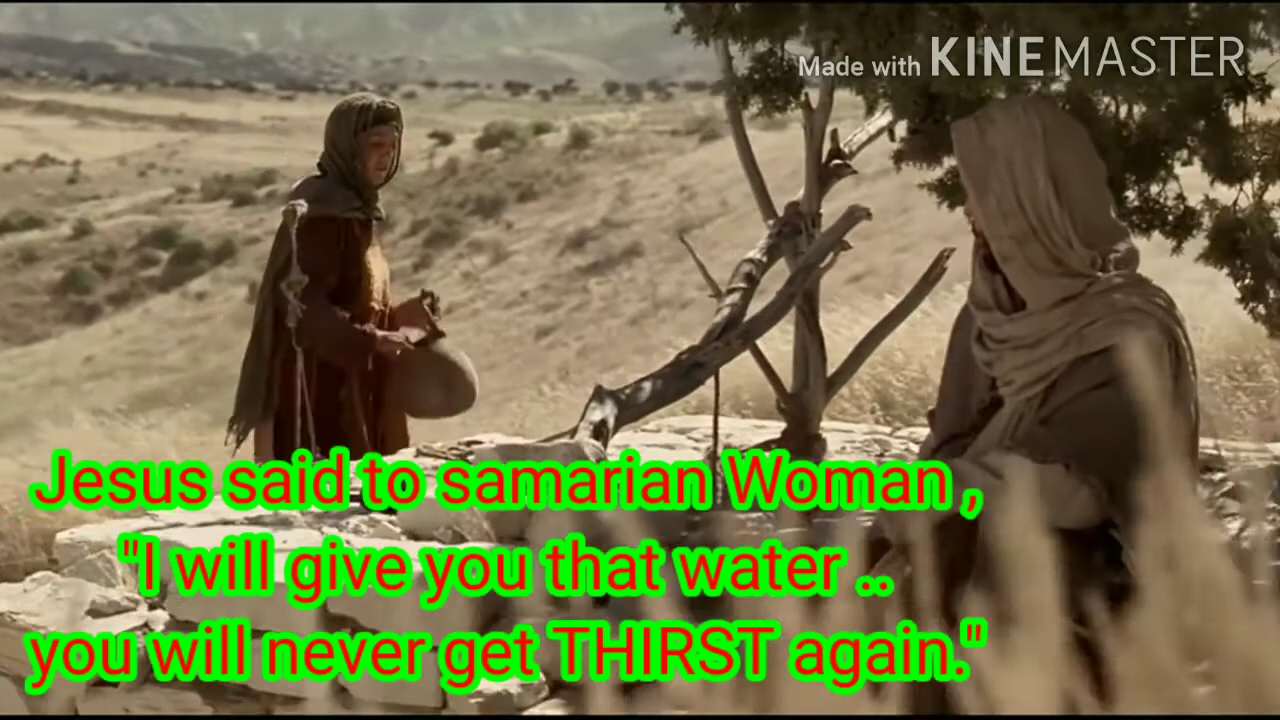 Made with KINEMASTER
Jesus said to samarian Woman ,
"I will give you that water ..
you will never get THIRST again."